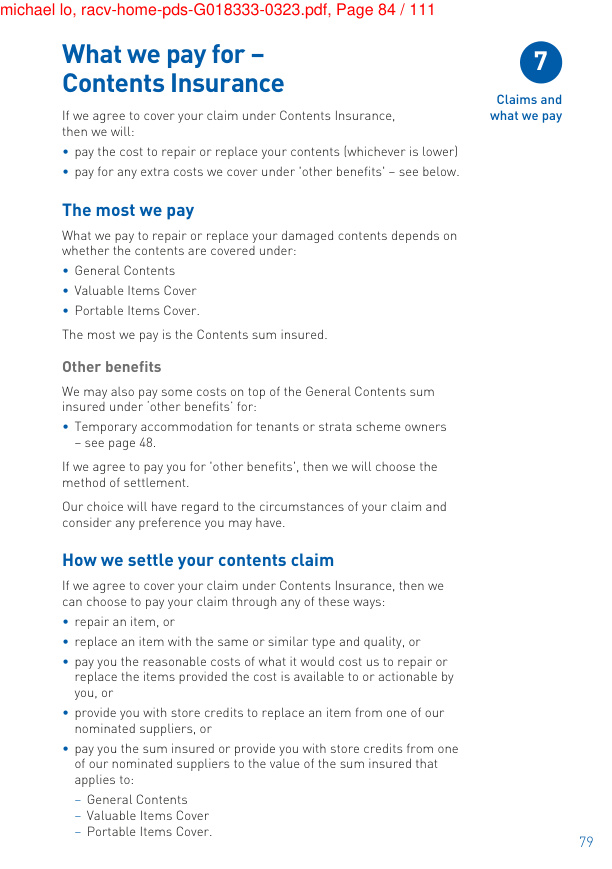 michael lo, racv-home-pds-G018333-0323.pdf, Page 84 / 111
What we pay for –
Contents Insurance
7
Claims and
what we pay
If we agree to cover your claim under Contents Insurance,
then we will:
• pay the cost to repair or replace your contents (whichever is lower)
• pay for any extra costs we cover under 'other benefits' – see below.
The most we pay
What we pay to repair or replace your damaged contents depends on
whether the contents are covered under:
• General Contents
• Valuable Items Cover
• Portable Items Cover.
The most we pay is the Contents sum insured.
Other benefits
We may also pay some costs on top of the General Contents sum
insured under 'other benefits' for:
• Temporary accommodation for tenants or strata scheme owners
– see page 48.
If we agree to pay you for 'other benefits', then we will choose the
method of settlement.
Our choice will have regard to the circumstances of your claim and
consider any preference you may have.
How we settle your contents claim
If we agree to cover your claim under Contents Insurance, then we
can choose to pay your claim through any of these ways:
• repair an item, or
• replace an item with the same or similar type and quality, or
• pay you the reasonable costs of what it would cost us to repair or
replace the items provided the cost is available to or actionable by
you, or
• provide you with store credits to replace an item from one of our
nominated suppliers, or
• pay you the sum insured or provide you with store credits from one
of our nominated suppliers to the value of the sum insured that
applies to:
– General Contents
– Valuable Items Cover
– Portable Items Cover.
79